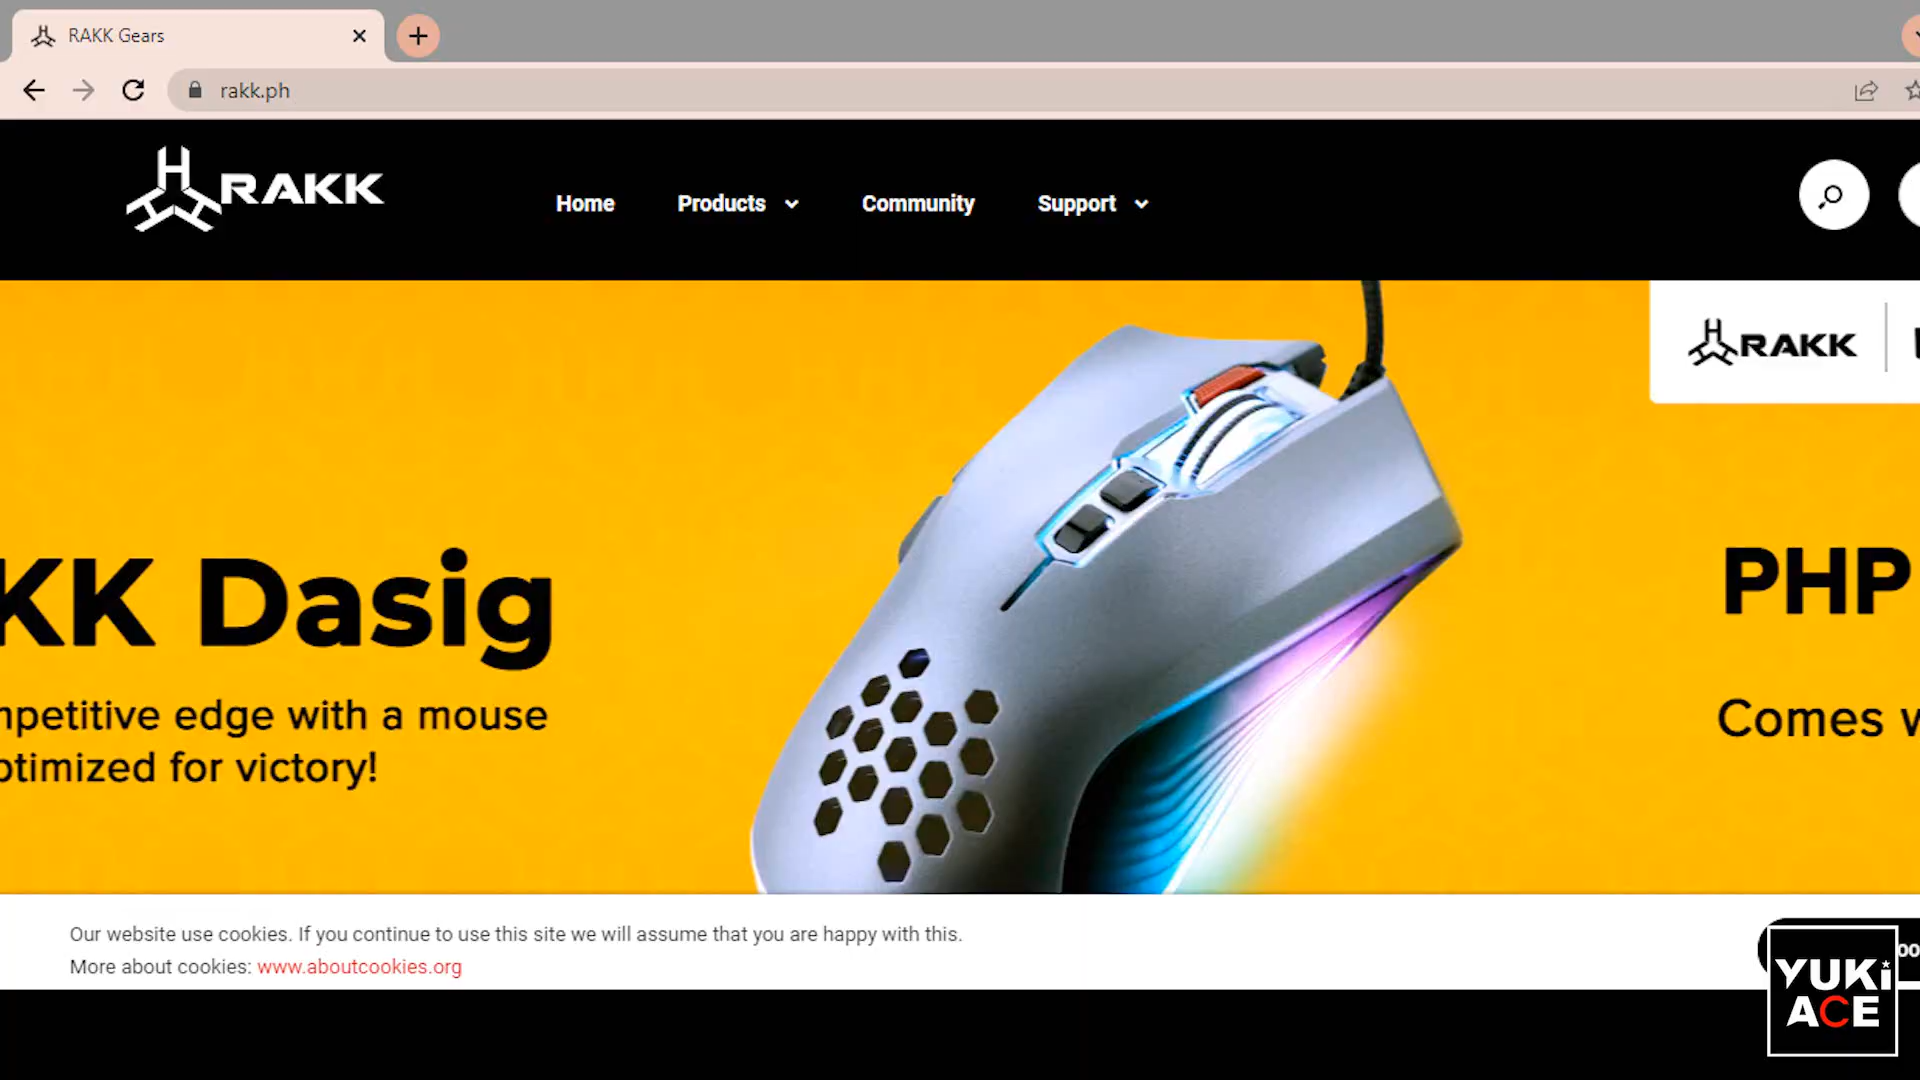 RAKK Gears
rakk.ph
RAKK
Home
Products
Community
Support
RAKK
KK Dasig
mpetitive edge with a mouse
ptimized for victory!
PHP
Comes w
Our website use cookies. If you continue to use this site we will assume that you are happy with this.
More about cookies: www.aboutcookies.org
YUKi
ACE